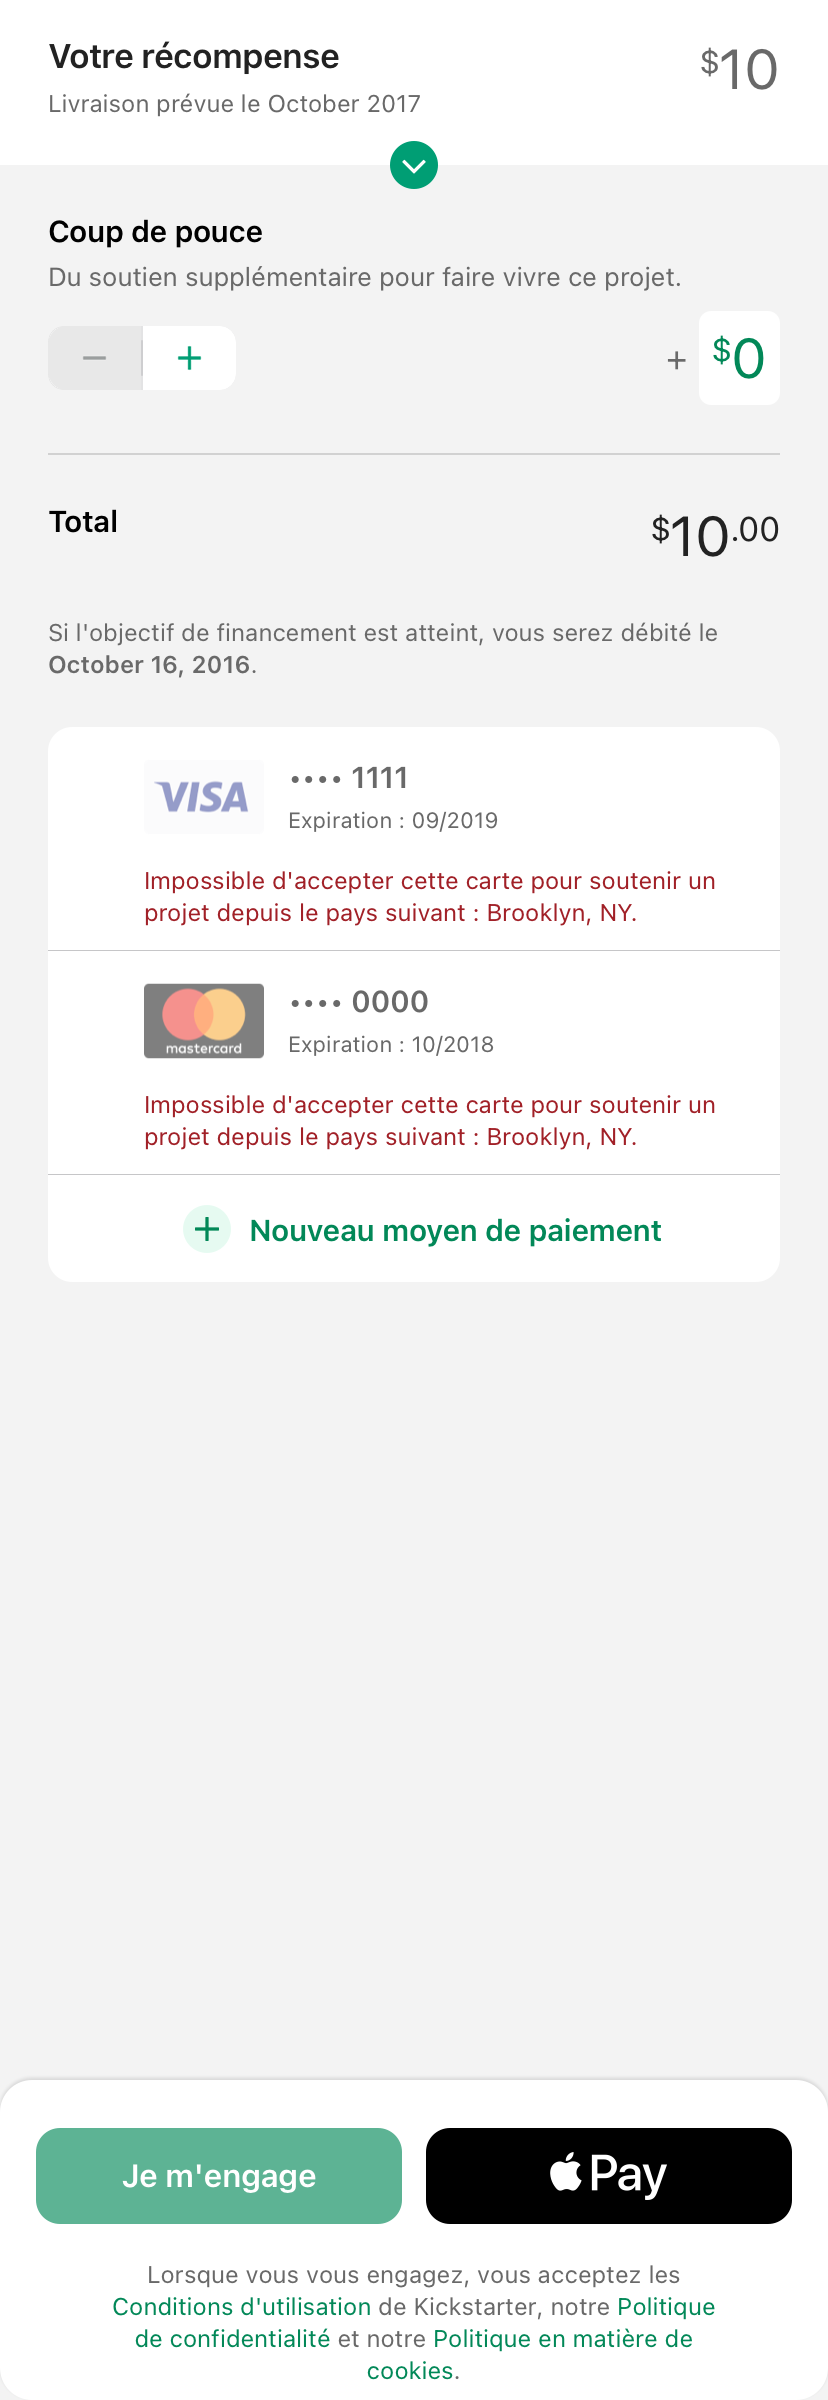 Votre récompense
$10
Livraison prévue le October 2017
Coup de pouce
Du soutien supplémentaire pour faire vivre ce projet.
− + + $0
Total
$10.00
Si l'objectif de financement est atteint, vous serez débité le
October 16, 2016.
VISA
•••• 1111
Expiration : 09/2019
Impossible d'accepter cette carte pour soutenir un
projet depuis le pays suivant : Brooklyn, NY.
•••• 0000
mastercard
Expiration : 10/2018
Impossible d'accepter cette carte pour soutenir un
projet depuis le pays suivant : Brooklyn, NY.
+ Nouveau moyen de paiement
Je m'engage
Pay
Lorsque vous vous engagez, vous acceptez les
Conditions d'utilisation de Kickstarter, notre Politique
de confidentialité et notre Politique en matière de
cookies.